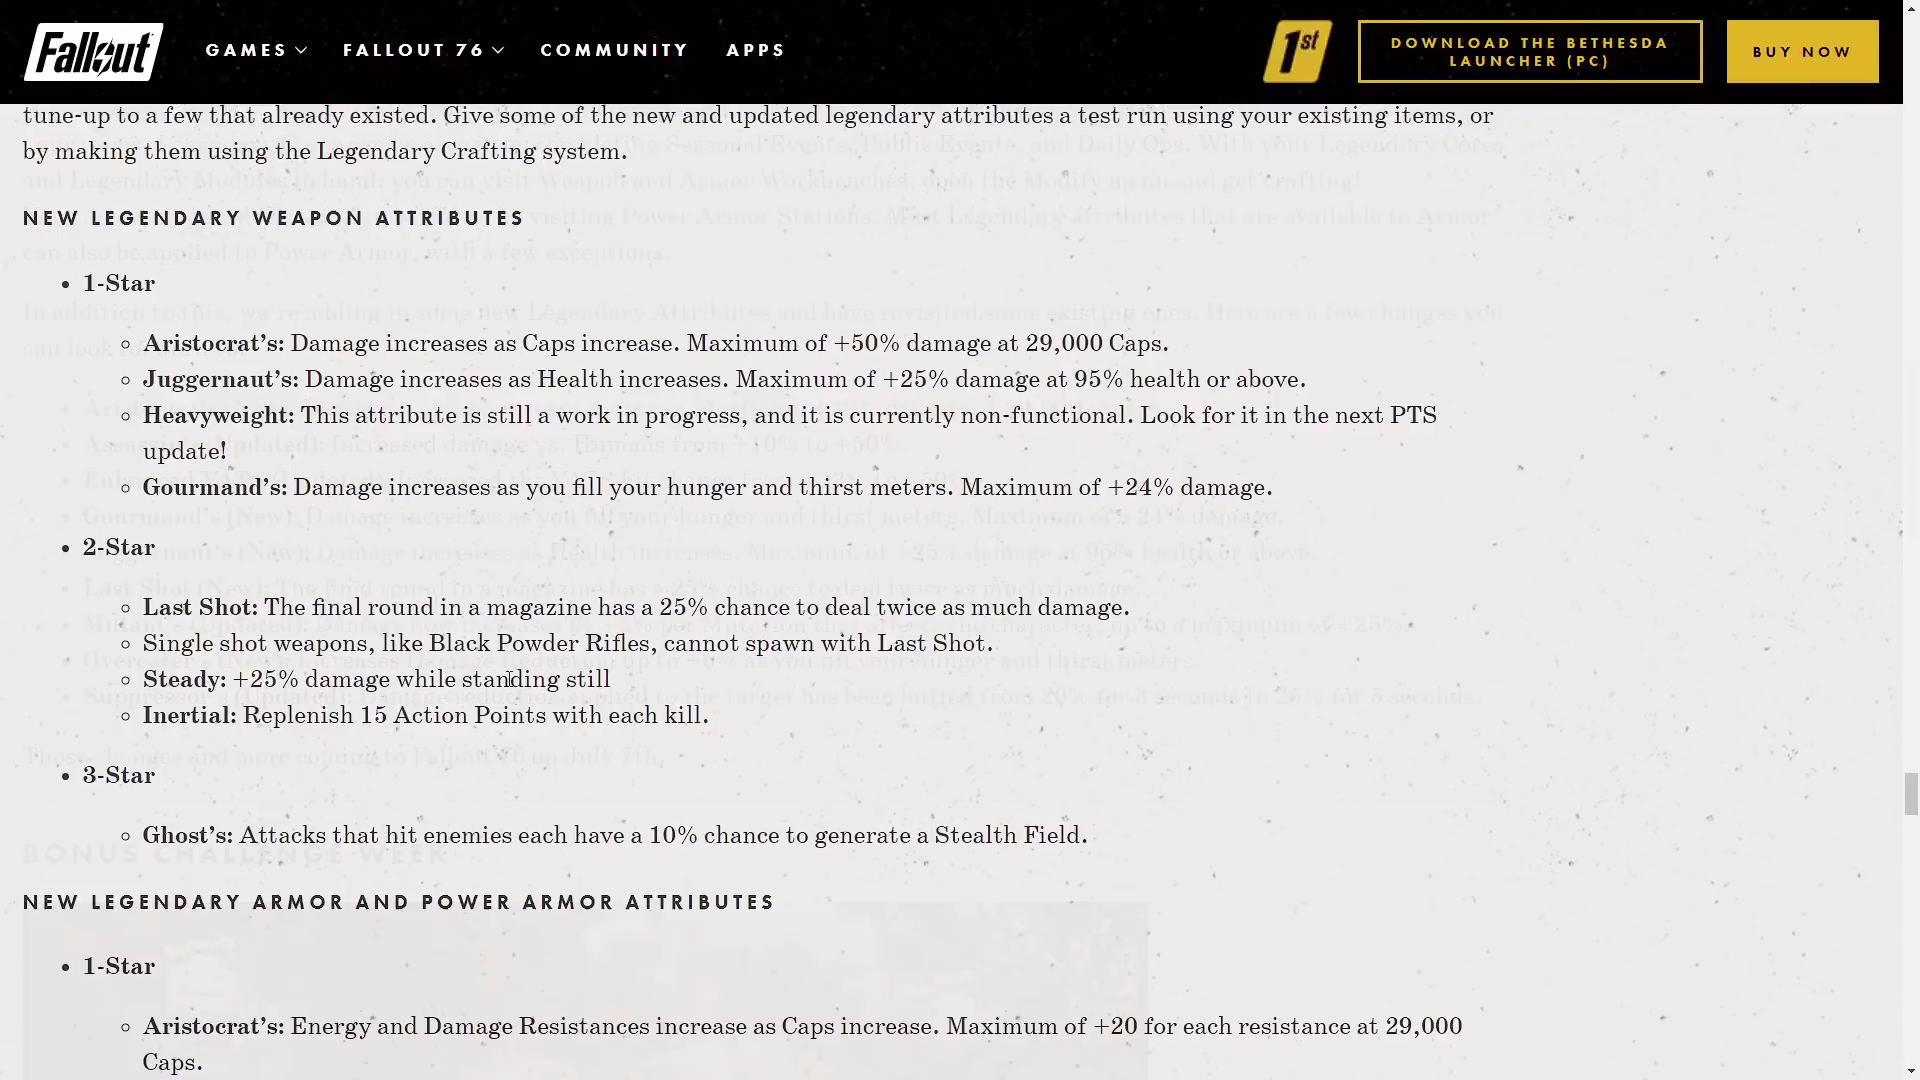 Fallout
GAMES
FALLOUT 76
COMMUNITY
APPS
1st
DOWNLOAD THE BETHESDA
LAUNCHER (PC)
BUY NOW
tune-up to a few that already existed. Give some of the new and updated legendary attributes a test run using your existing items, or
by making them using the Legendary Crafting system.
NEW LEGENDARY WEAPON ATTRIBUTES
• 1-Star
◦ Aristocrat's: Damage increases as Caps increase. Maximum of +50% damage at 29,000 Caps.
◦ Juggernaut's: Damage increases as Health increases. Maximum of +25% damage at 95% health or above.
◦ Heavyweight: This attribute is still a work in progress, and it is currently non-functional. Look for it in the next PTS
update!
◦ Gourmand's: Damage increases as you fill your hunger and thirst meters. Maximum of +24% damage.
• 2-Star
◦ Last Shot: The final round in a magazine has a 25% chance to deal twice as much damage.
◦ Single shot weapons, like Black Powder Rifles, cannot spawn with Last Shot.
◦ Steady: +25% damage while standing still
◦ Inertial: Replenish 15 Action Points with each kill.
• 3-Star
◦ Ghost's: Attacks that hit enemies each have a 10% chance to generate a Stealth Field.
BONUS CHALLENGE WEEK
NEW LEGENDARY ARMOR AND POWER ARMOR ATTRIBUTES
• 1-Star
◦ Aristocrat's: Energy and Damage Resistances increase as Caps increase. Maximum of +20 for each resistance at 29,000
Caps.